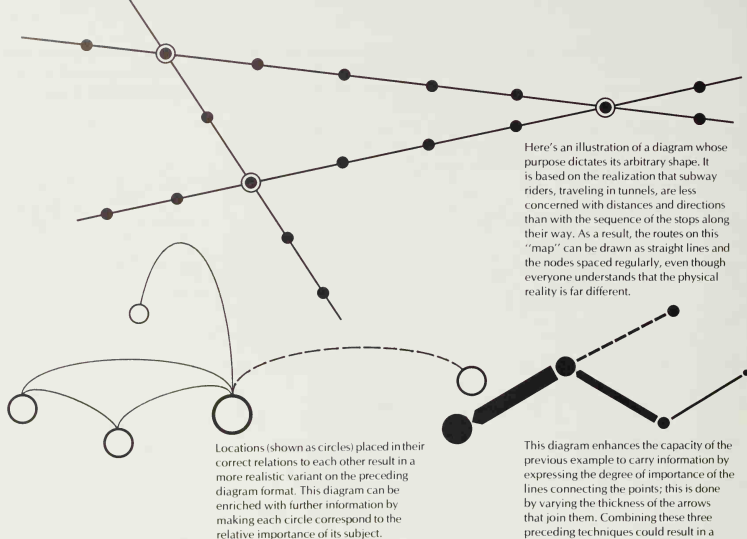 Here's an illustration of a diagram whose
purpose dictates its arbitrary shape. It
is based on the realization that subway
riders, traveling in tunnels, are less
concerned with distances and directions
than with the sequence of the stops along
their way. As a result, the routes on this
"map" can be drawn as straight lines and
the nodes spaced regularly, even though
everyone understands that the physical
reality is far different.
Locations (shown as circles) placed in their
correct relations to each other result in a
more realistic variant on the preceding
diagram format. This diagram can be
enriched with further information by
making each circle correspond to the
relative importance of its subject.
This diagram enhances the capacity of the
previous example to carry information by
expressing the degree of importance of the
lines connecting the points; this is done
by varying the thickness of the arrows
that join them. Combining these three
preceding techniques could result in a